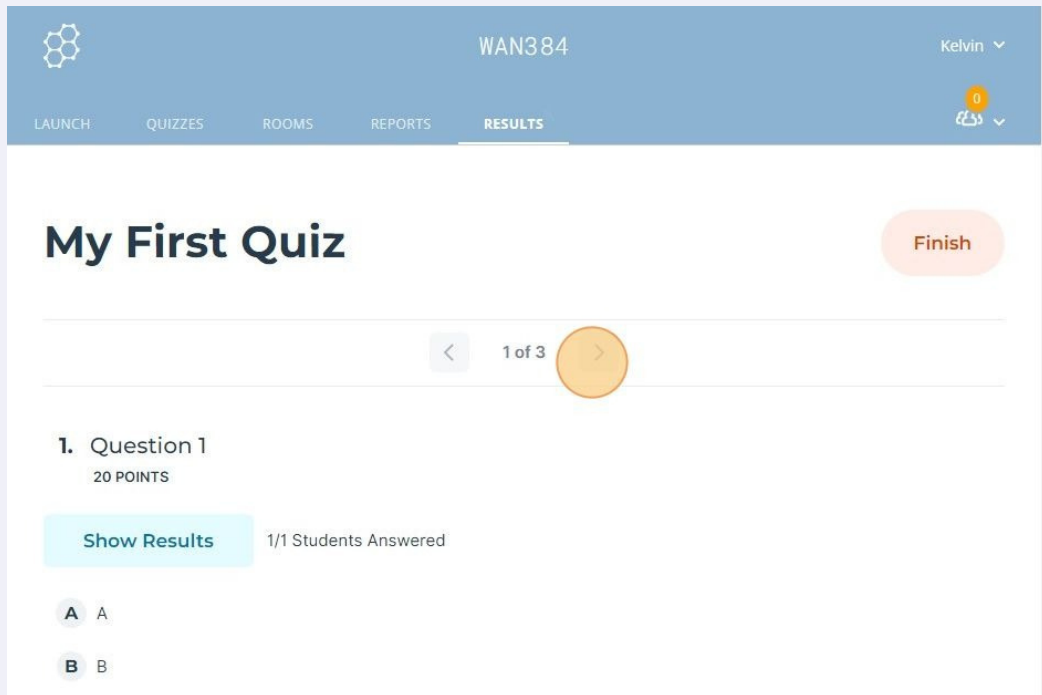 WAN384
Kelvin
0
LAUNCH QUIZZES ROOMS REPORTS RESULTS
My First Quiz
Finish
1 of 3
1. Question 1
20 POINTS
Show Results 1/1 Students Answered
A A
B B